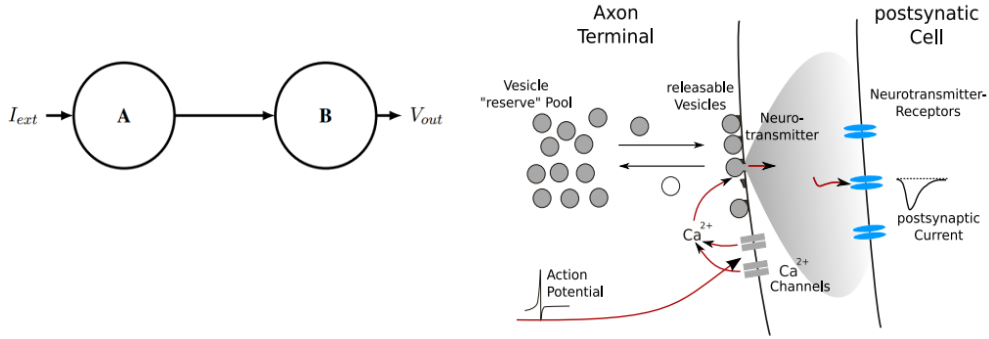 I_ext
A
B
V_out
Axon
Terminal
postsynatic
Cell
Vesicle
"reserve" Pool
releasable
Vesicles
Neuro-
transmitter
Neurotransmitter-
Receptors
postsynaptic
Current
Ca²⁺
Ca²⁺
Channels
Action
Potential